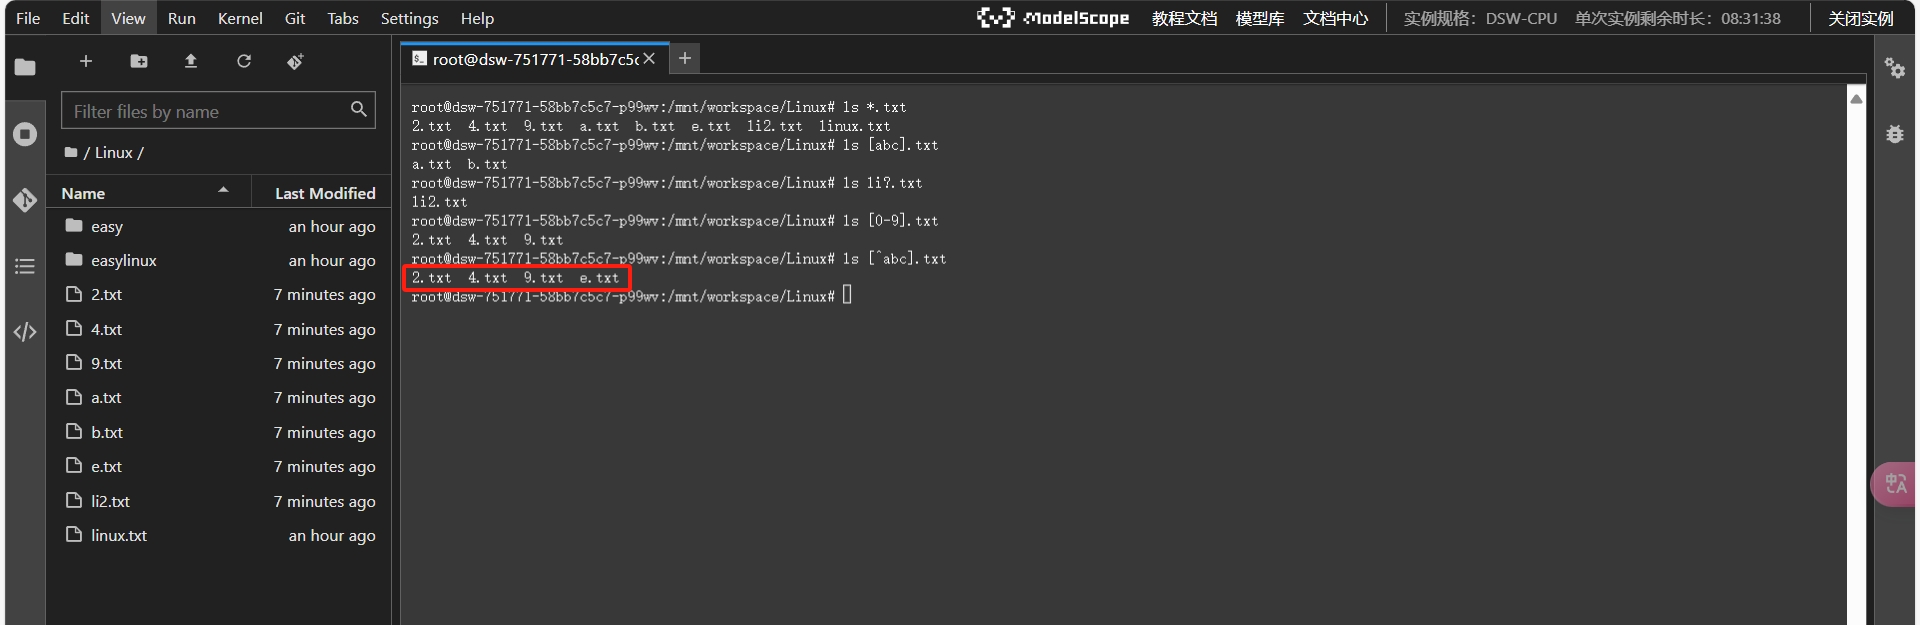 File Edit View Run Kernel Git Tabs Settings Help
ModelScope 教程文档 模型库 文档中心 实例规格：DSW-CPU 单次实例剩余时长：08:31:38 关闭实例
root@dsw-751771-58bb7c5c
Filter files by name
/ Linux /
Name Last Modified
easy an hour ago
easylinux an hour ago
2.txt 7 minutes ago
4.txt 7 minutes ago
9.txt 7 minutes ago
a.txt 7 minutes ago
b.txt 7 minutes ago
e.txt 7 minutes ago
li2.txt 7 minutes ago
linux.txt an hour ago
root@dsw-751771-58bb7c5c7-p99wv:/mnt/workspace/Linux# ls *.txt
2.txt 4.txt 9.txt a.txt b.txt e.txt li2.txt linux.txt
root@dsw-751771-58bb7c5c7-p99wv:/mnt/workspace/Linux# ls [abc].txt
a.txt b.txt
root@dsw-751771-58bb7c5c7-p99wv:/mnt/workspace/Linux# ls li?.txt
li2.txt
root@dsw-751771-58bb7c5c7-p99wv:/mnt/workspace/Linux# ls [0-9].txt
2.txt 4.txt 9.txt
root@dsw-751771-58bb7c5c7-p99wv:/mnt/workspace/Linux# ls [^abc].txt
2.txt 4.txt 9.txt e.txt
root@dsw-751771-58bb7c5c7-p99wv:/mnt/workspace/Linux#
中A